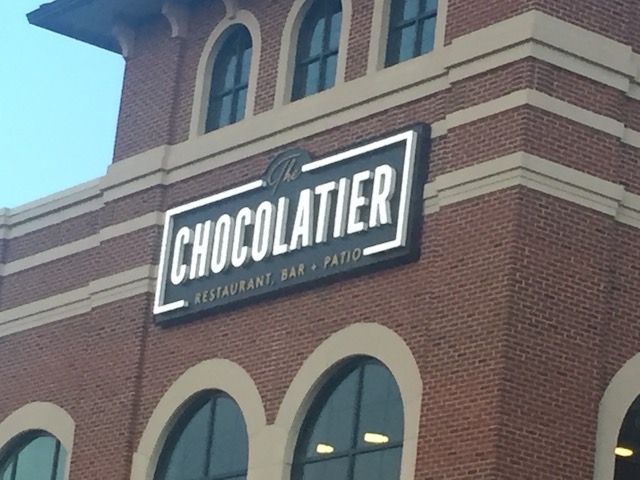 The
CHOCOLATIER
RESTAURANT, BAR + PATIO